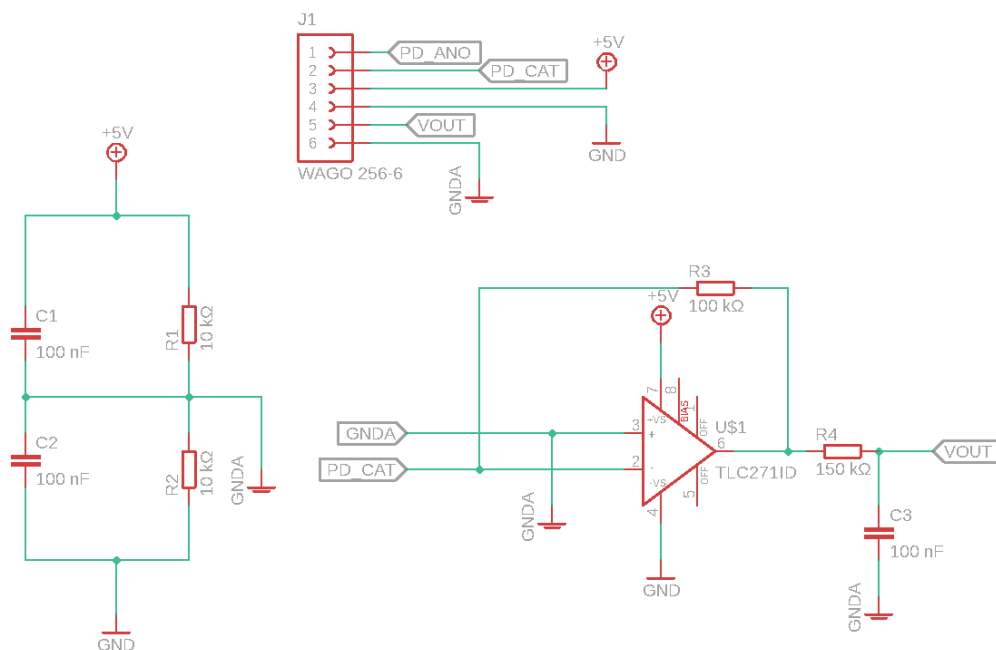 J1
1
PD_ANO
2
PD_CAT
3
+5V
4
5
VOUT
6
GND
GNDA
WAGO 256-6
+5V
C1
100 nF
R1
10 kΩ
C2
100 nF
R2
10 kΩ
GNDA
GND
R3
100 kΩ
+5V
7
8
1
+VS
BIAS
OFF
GNDA
3
+
PD_CAT
2
-
-VS
4
5
OFF
U$1
6
TLC271ID
GNDA
GND
R4
150 kΩ
VOUT
C3
100 nF
GNDA